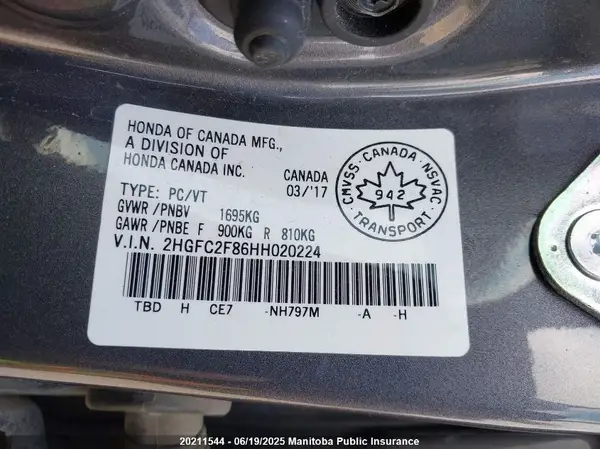 HONDA OF CANADA MFG.,
A DIVISION OF
HONDA CANADA INC.
CANADA
03/'17
TYPE: PC/VT
GVWR /PNBV 1695KG
GAWR /PNBE F 900KG R 810KG
V.I.N. 2HGFC2F86HH020224
TBD H CE7 -NH797M -A -H
CMVSS · CANADA · NSVAC
942
TRANSPORT
20211544 - 06/19/2025 Manitoba Public Insurance